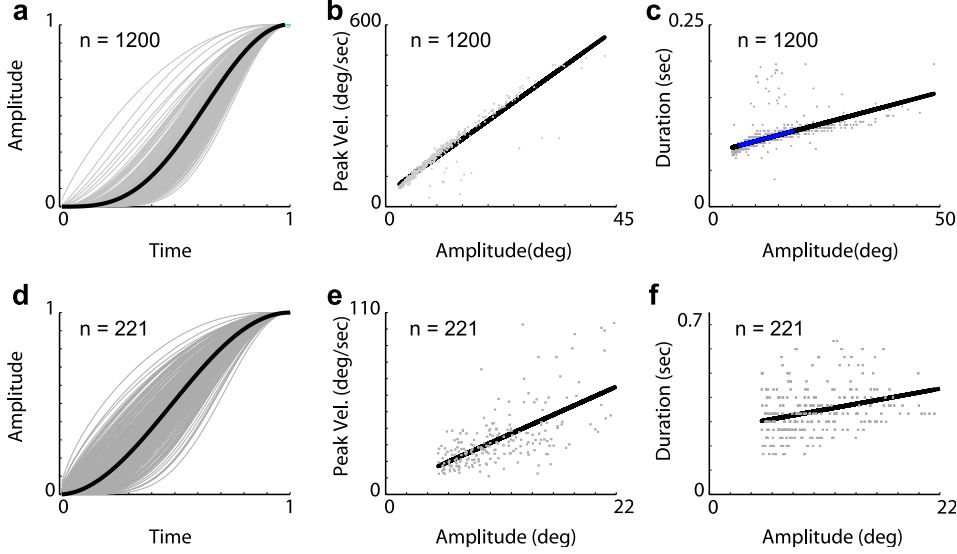 a
1
n = 1200
Amplitude
0
0
1
Time
b
600
n = 1200
Peak Vel. (deg/sec)
0
0
45
Amplitude(deg)
c
0.25
n = 1200
Duration (sec)
0
0
50
Amplitude(deg)
d
1
n = 221
Amplitude
0
0
1
Time
e
110
n = 221
Peak Vel. (deg/sec)
0
0
22
Amplitude (deg)
f
0.7
n = 221
Duration (sec)
0
0
22
Amplitude (deg)